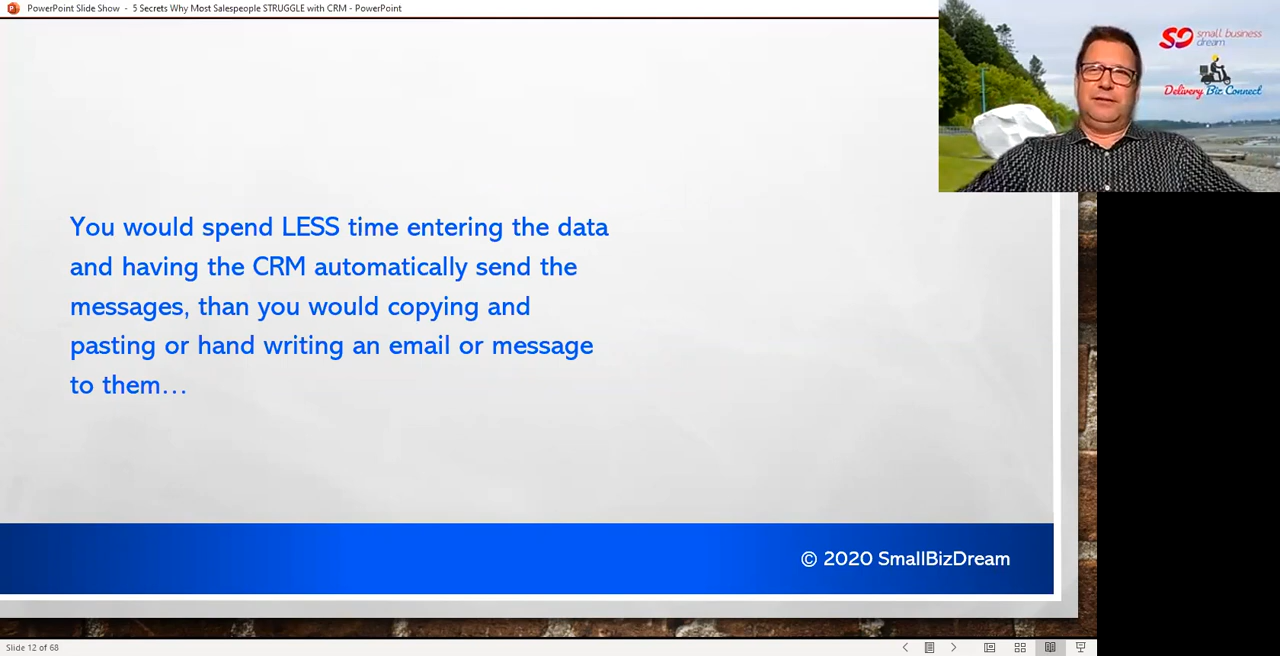 PowerPoint Slide Show - 5 Secrets Why Most Salespeople STRUGGLE with CRM - PowerPoint
small business
dream
Delivery Biz Connect
You would spend LESS time entering the data
and having the CRM automatically send the
messages, than you would copying and
pasting or hand writing an email or message
to them...
© 2020 SmallBizDream
Slide 12 of 68